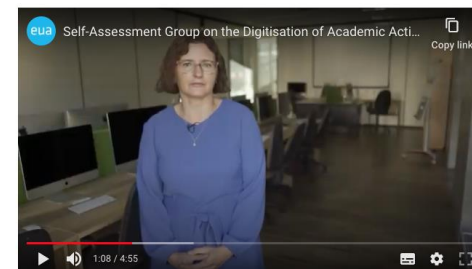 eua Self-Assessment Group on the Digitisation of Academic Acti...
Copy link
1:08 / 4:55